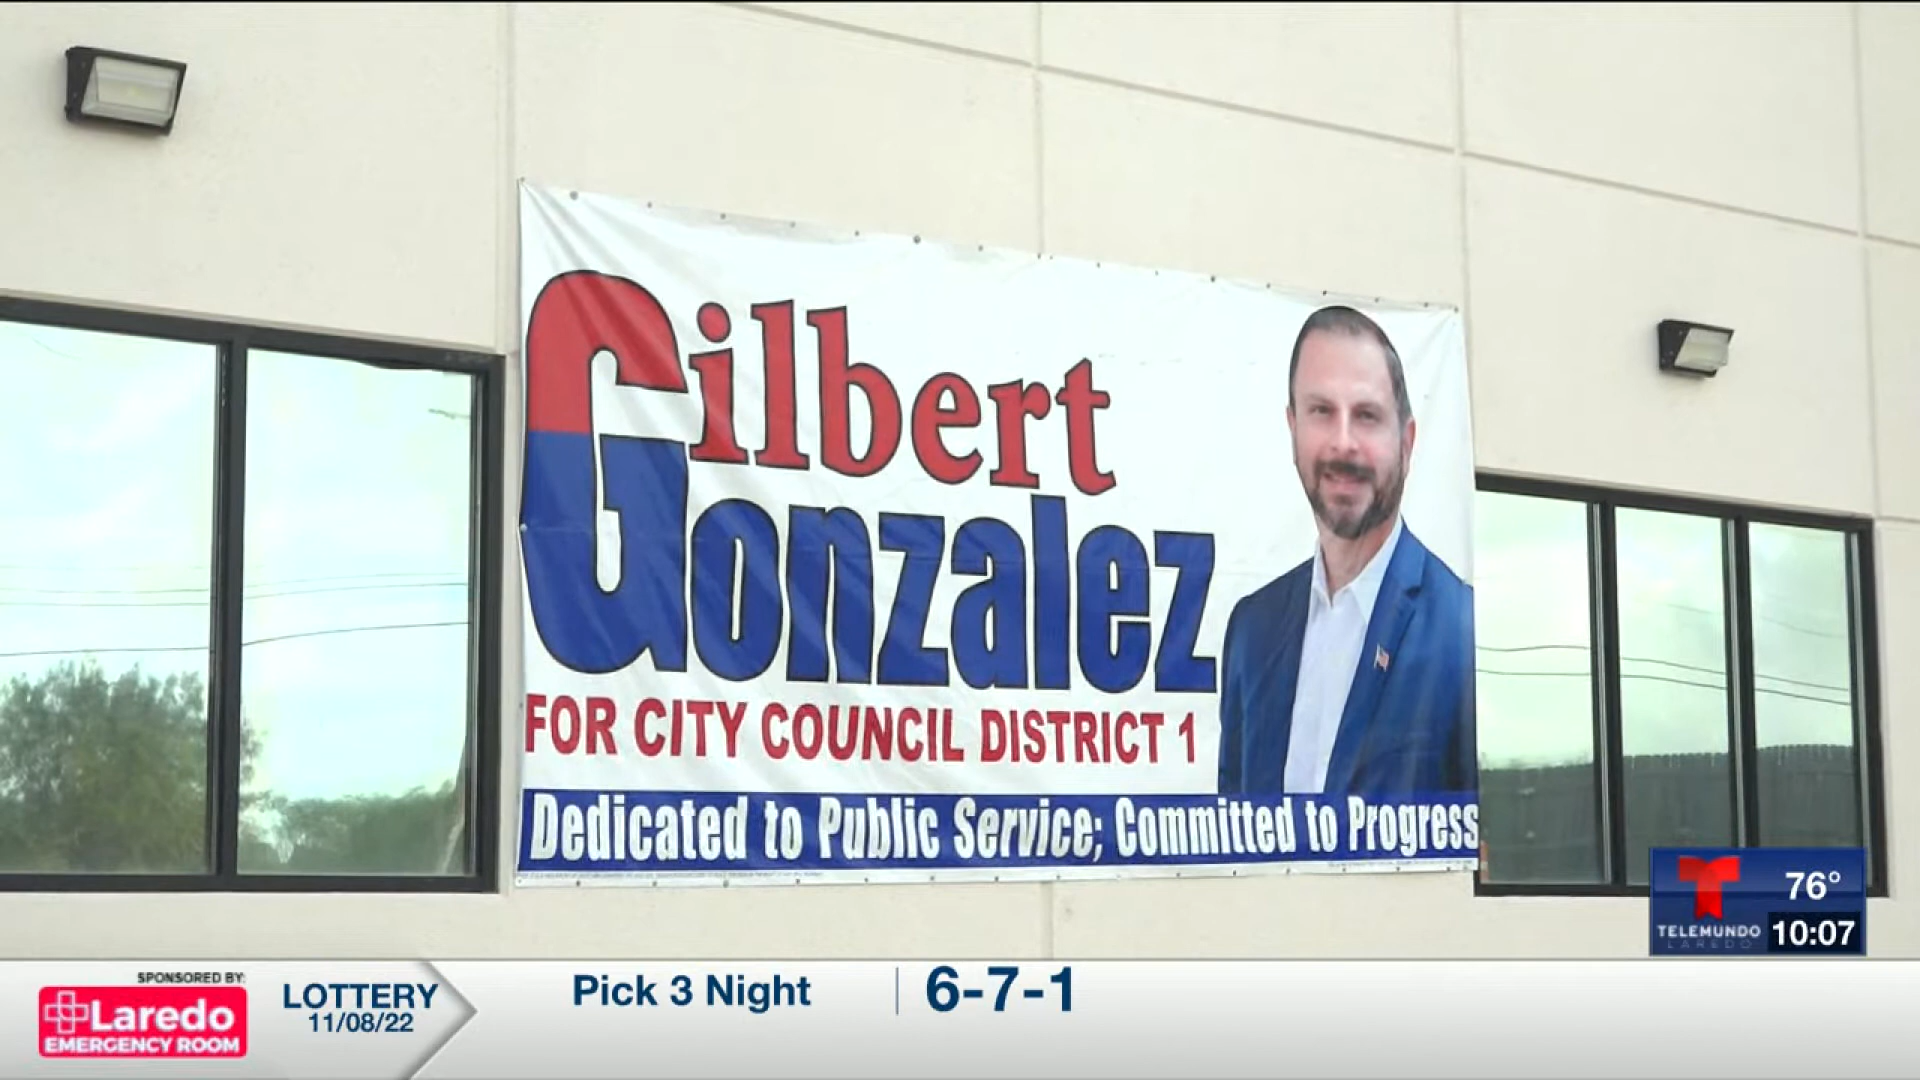 Gilbert
Gonzalez
FOR CITY COUNCIL DISTRICT 1
Dedicated to Public Service; Committed to Progress
76°
TELEMUNDO 10:07
LAREDO
SPONSORED BY:
Laredo
EMERGENCY ROOM
LOTTERY
11/08/22
Pick 3 Night 6-7-1